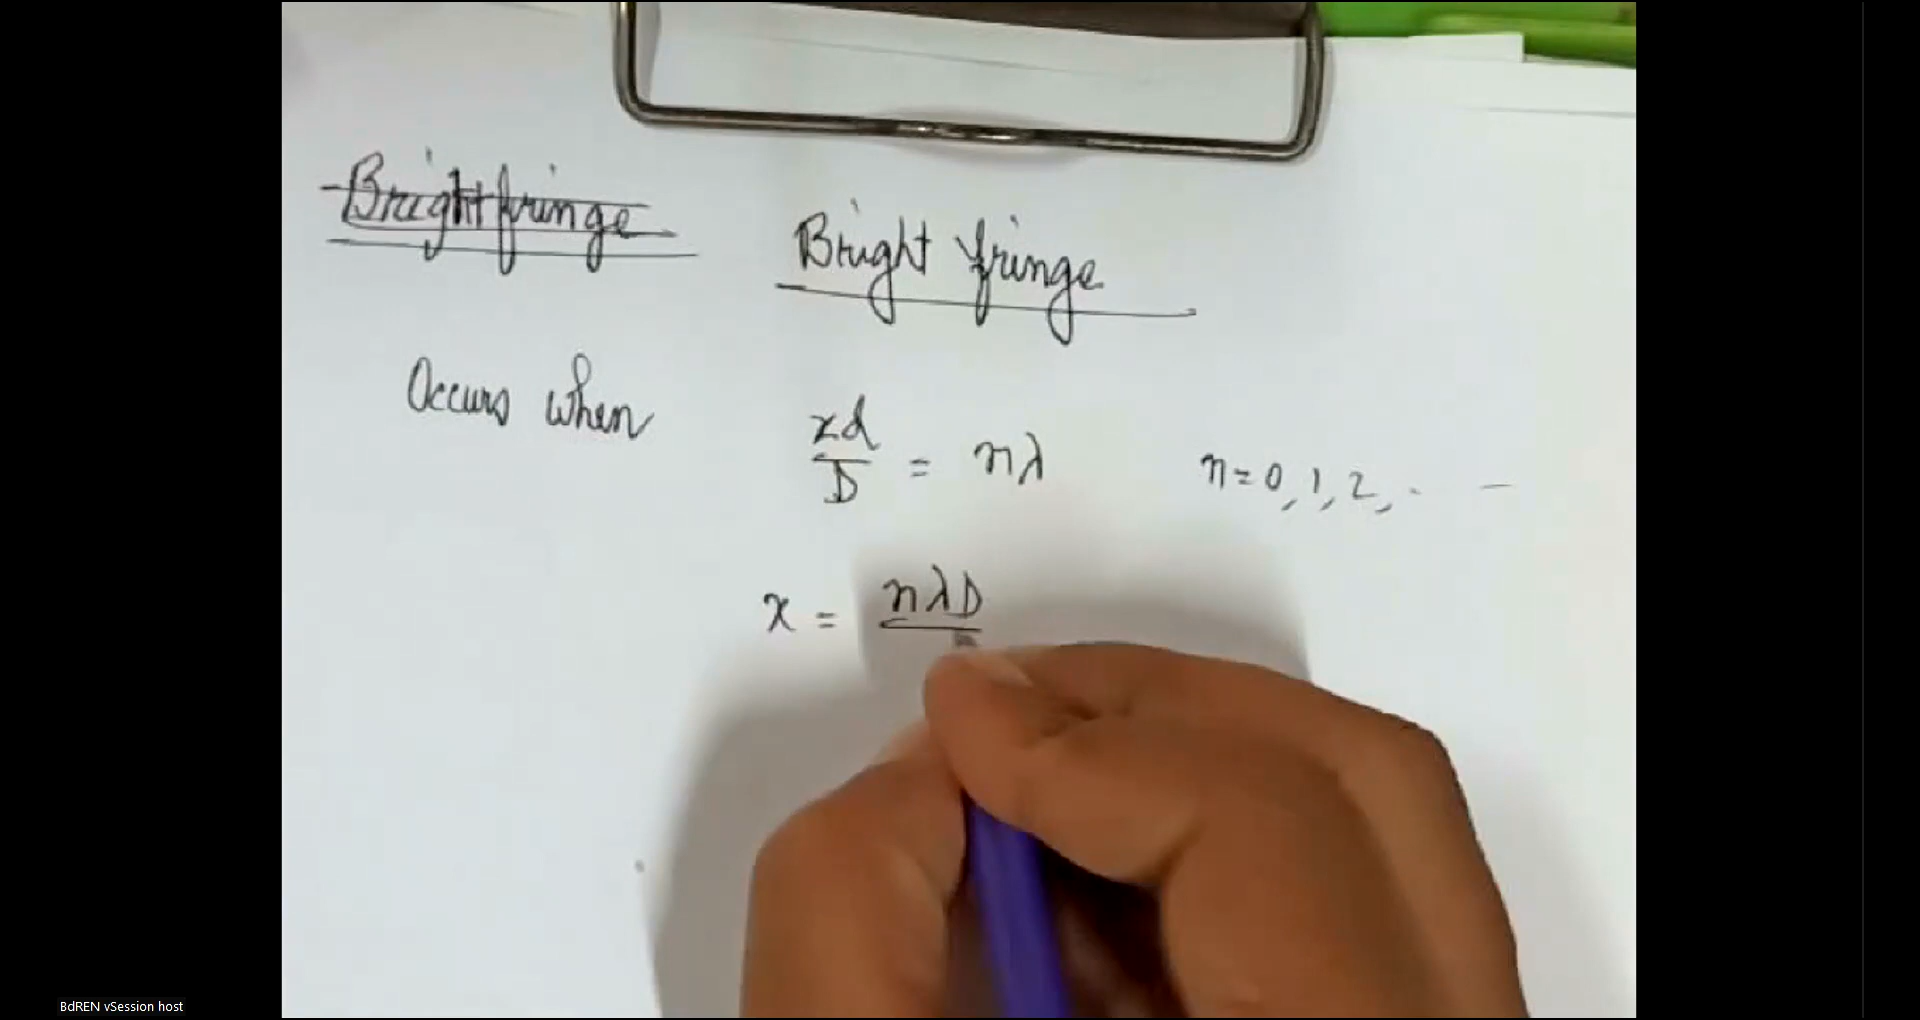 Bright fringe
Bright fringe
Occurs when
xd/D = nλ    n = 0, 1, 2, . —
x = nλD/
BdREN vSession host